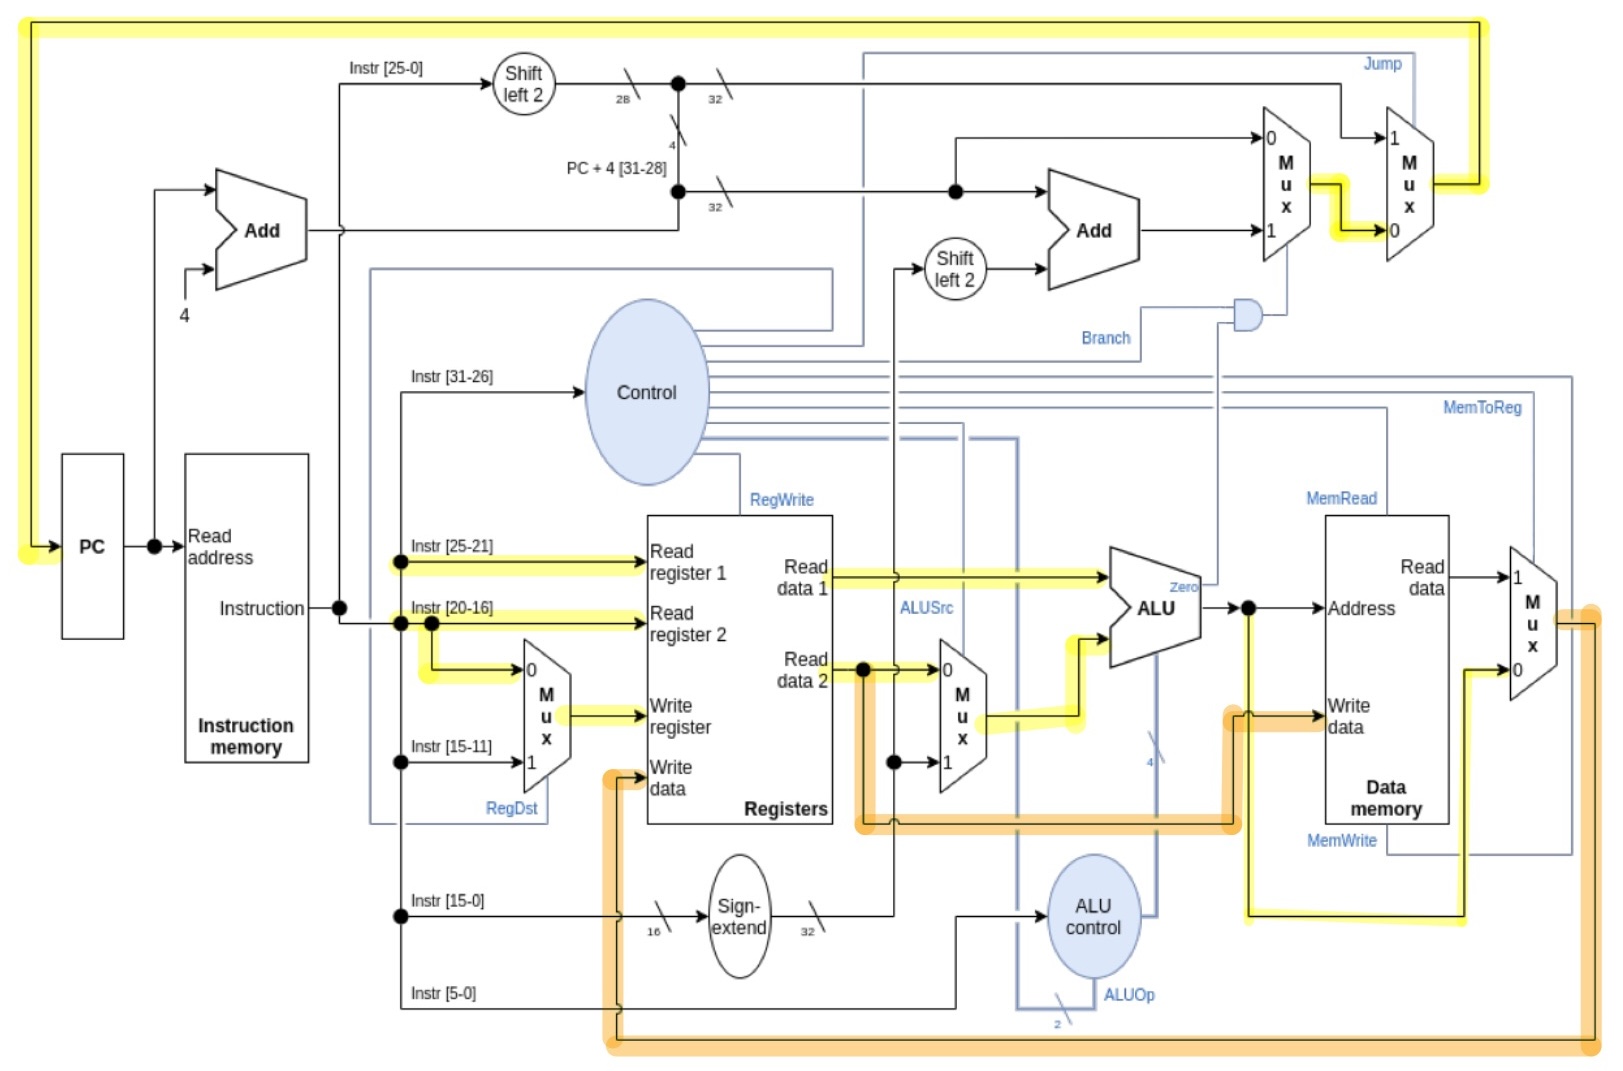 Instr [25-0]
Shift
left 2
28
32
Jump
4
PC + 4 [31-28]
32
0
M
u
x
1
1
M
u
x
0
Add
Add
4
Shift
left 2
Branch
Instr [31-26]
Control
MemToReg
RegWrite
MemRead
PC
Read
address
Instruction
Instruction
memory
Instr [25-21]
Read
register 1
Read
data 1
Instr [20-16]
Read
register 2
Read
data 2
0
M
u
x
1
Write
register
Instr [15-11]
Write
data
RegDst
Registers
ALUSrc
0
M
u
x
1
Zero
ALU
4
Address
Read
data
Write
data
Data
memory
MemWrite
1
M
u
x
0
Instr [15-0]
16
Sign-
extend
32
ALU
control
Instr [5-0]
ALUOp
2